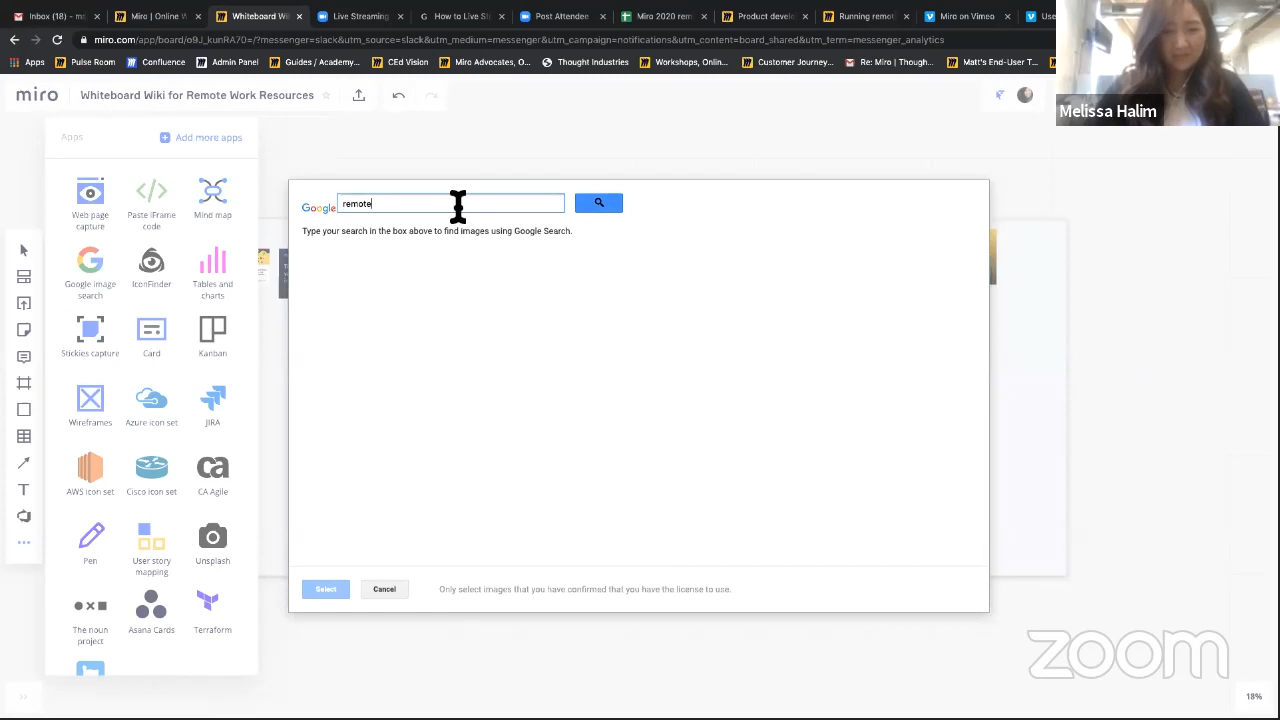 Inbox (18) - m
Miro | Online W
Whiteboard Wi
Live Streaming
How to Live St
Post Attendee
Miro 2020 rem
Product deve
Running remot
Miro on Vimeo
Use
miro.com/app/board/o9J_kunRA70=/?messenger=slack&utm_source=slack&utm_medium=messenger&utm_campaign=notifications&utm_content=board_shared&utm_term=messenger_analytics
Apps
Pulse Room
Confluence
Admin Panel
Guides / Academy...
CEd Vision
Miro Advocates, O...
Thought Industries
Workshops, Onlin...
Customer Journey...
Re: Miro | Though...
Matt's End-User T
Melissa Halim
miro
Whiteboard Wiki for Remote Work Resources
Apps
Add more apps
Web page capture
Paste iFrame code
Mind map
Google image search
IconFinder
Tables and charts
Stickies capture
Card
Kanban
Wireframes
Azure icon set
JIRA
AWS icon set
Cisco icon set
CA Agile
Pen
User story mapping
Unsplash
The noun project
Asana Cards
Terraform
Google
remote
Type your search in the box above to find images using Google Search.
Select
Cancel
Only select images that you have confirmed that you have the license to use.
zoom
18%